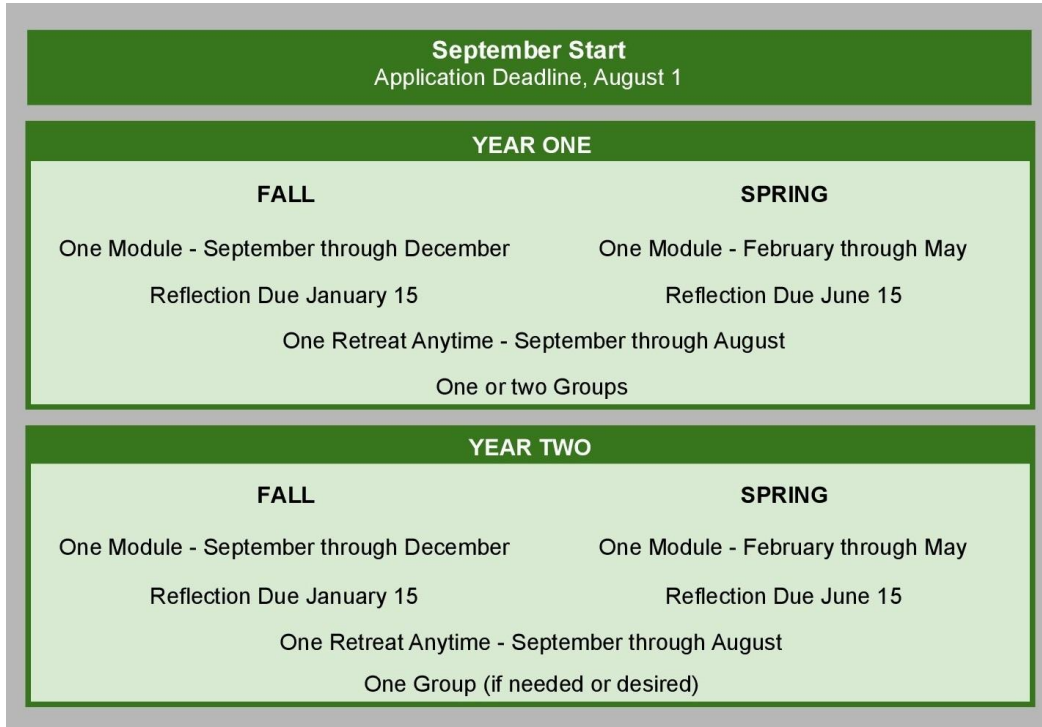 September Start
Application Deadline, August 1
YEAR ONE
FALL
SPRING
One Module - September through December
One Module - February through May
Reflection Due January 15
Reflection Due June 15
One Retreat Anytime - September through August
One or two Groups
YEAR TWO
FALL
SPRING
One Module - September through December
One Module - February through May
Reflection Due January 15
Reflection Due June 15
One Retreat Anytime - September through August
One Group (if needed or desired)